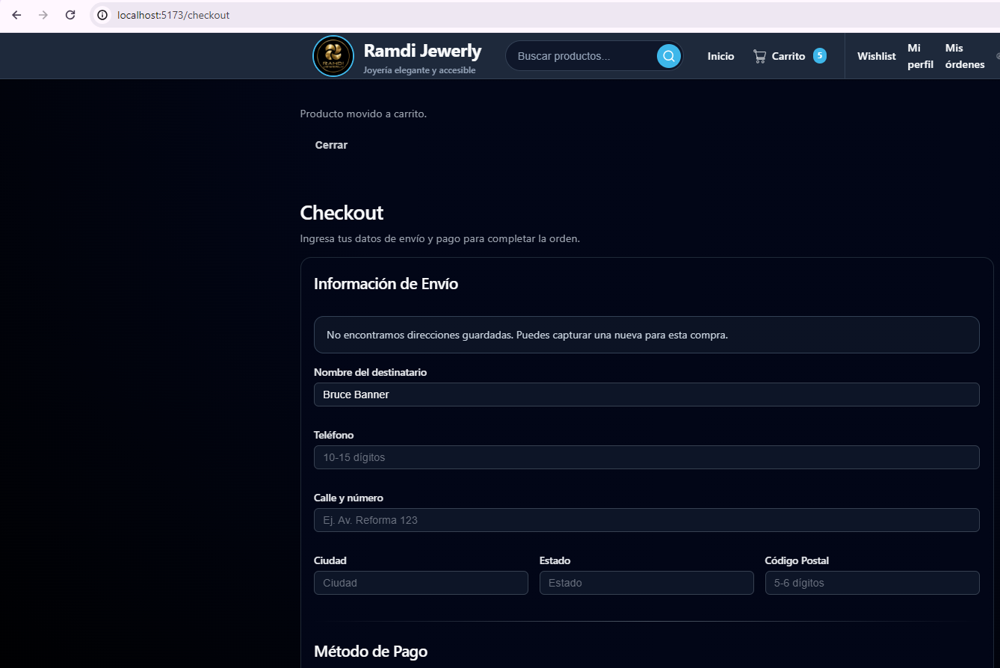 localhost:5173/checkout
RAMDI
JEWERLY
Ramdi Jewerly
Joyería elegante y accesible
Buscar productos...
Inicio
Carrito 5
Wishlist
Mi perfil
Mis órdenes
Producto movido a carrito.
Cerrar
Checkout
Ingresa tus datos de envío y pago para completar la orden.
Información de Envío
No encontramos direcciones guardadas. Puedes capturar una nueva para esta compra.
Nombre del destinatario
Bruce Banner
Teléfono
10-15 dígitos
Calle y número
Ej. Av. Reforma 123
Ciudad
Estado
Código Postal
Ciudad
Estado
5-6 dígitos
Método de Pago